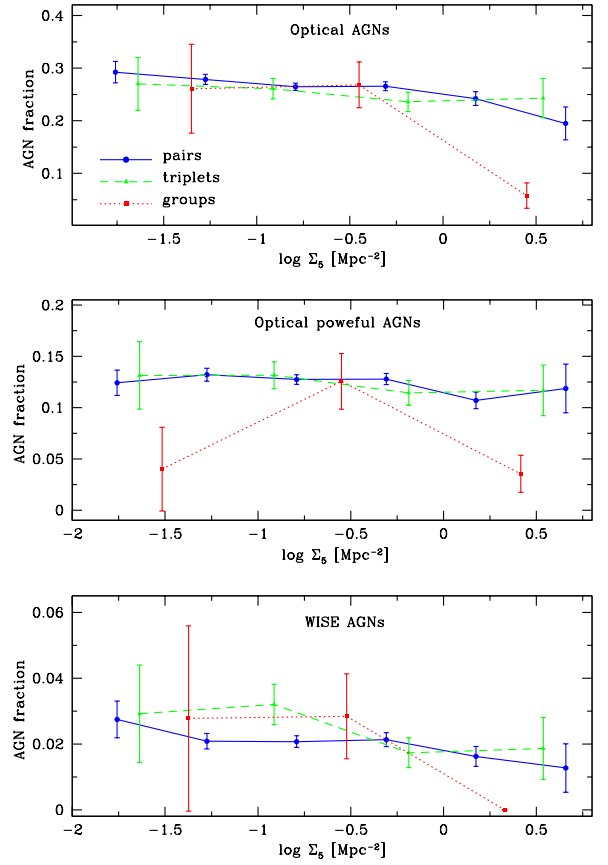 Optical AGNs
0.4
0.3
0.2
0.1
AGN fraction
pairs
triplets
groups
−1.5 −1 −0.5 0 0.5
log Σ₅ [Mpc⁻²]
Optical poweful AGNs
0.2
0.15
0.1
0.05
0
AGN fraction
−2 −1.5 −1 −0.5 0 0.5
log Σ₅ [Mpc⁻²]
WISE AGNs
0.06
0.04
0.02
0
AGN fraction
−2 −1.5 −1 −0.5 0 0.5
log Σ₅ [Mpc⁻²]